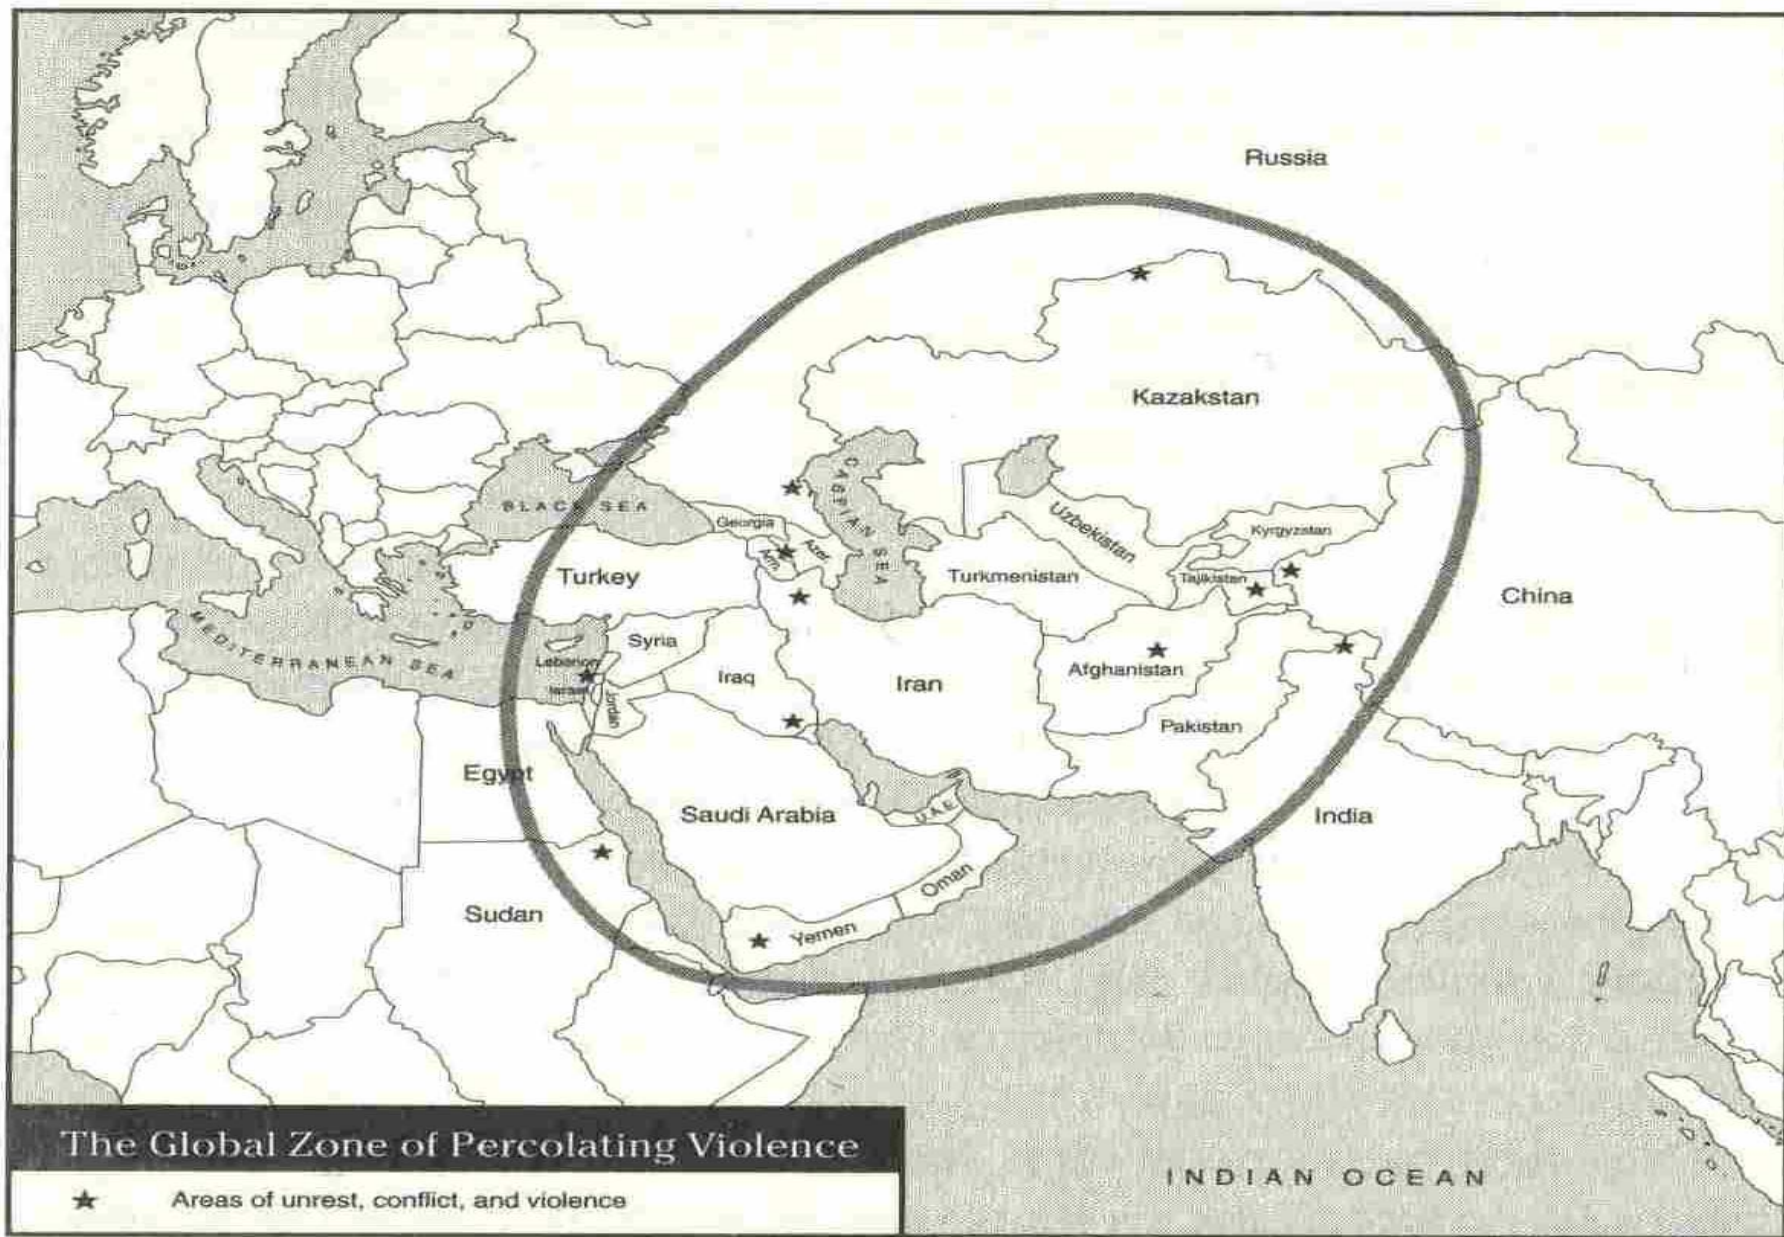 Russia
Kazakstan
CASPIAN SEA
BLACK SEA
Georgia
Uzbekistan
Kyrgyzstan
Arm.
Azer.
Turkey
Turkmenistan
Tajikistan
China
MEDITERRANEAN SEA
Syria
Lebanon
Israel
Jordan
Iraq
Iran
Afghanistan
Pakistan
Egypt
Saudi Arabia
U.A.E.
India
Oman
Sudan
Yemen
The Global Zone of Percolating Violence
Areas of unrest, conflict, and violence
INDIAN OCEAN